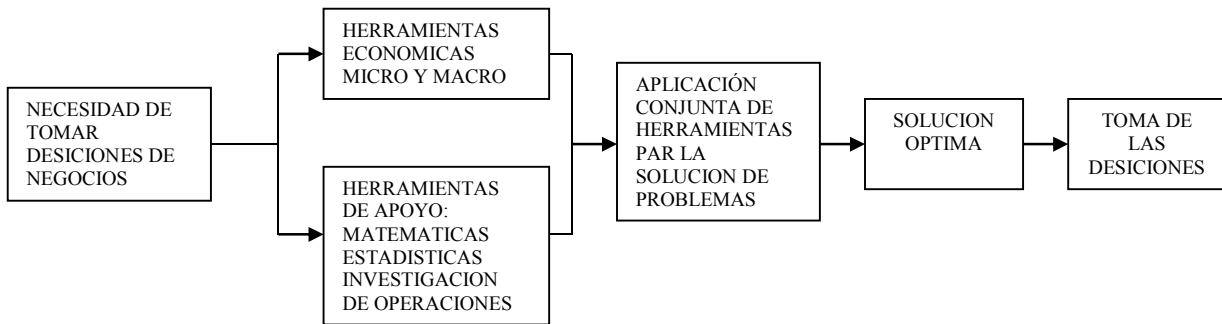 NECESIDAD DE
TOMAR
DESICIONES DE
NEGOCIOS
HERRAMIENTAS
ECONOMICAS
MICRO Y MACRO
HERRAMIENTAS
DE APOYO:
MATEMATICAS
ESTADISTICAS
INVESTIGACION
DE OPERACIONES
APLICACIÓN
CONJUNTA DE
HERRAMIENTAS
PAR LA
SOLUCION DE
PROBLEMAS
SOLUCION
OPTIMA
TOMA DE
LAS
DESICIONES